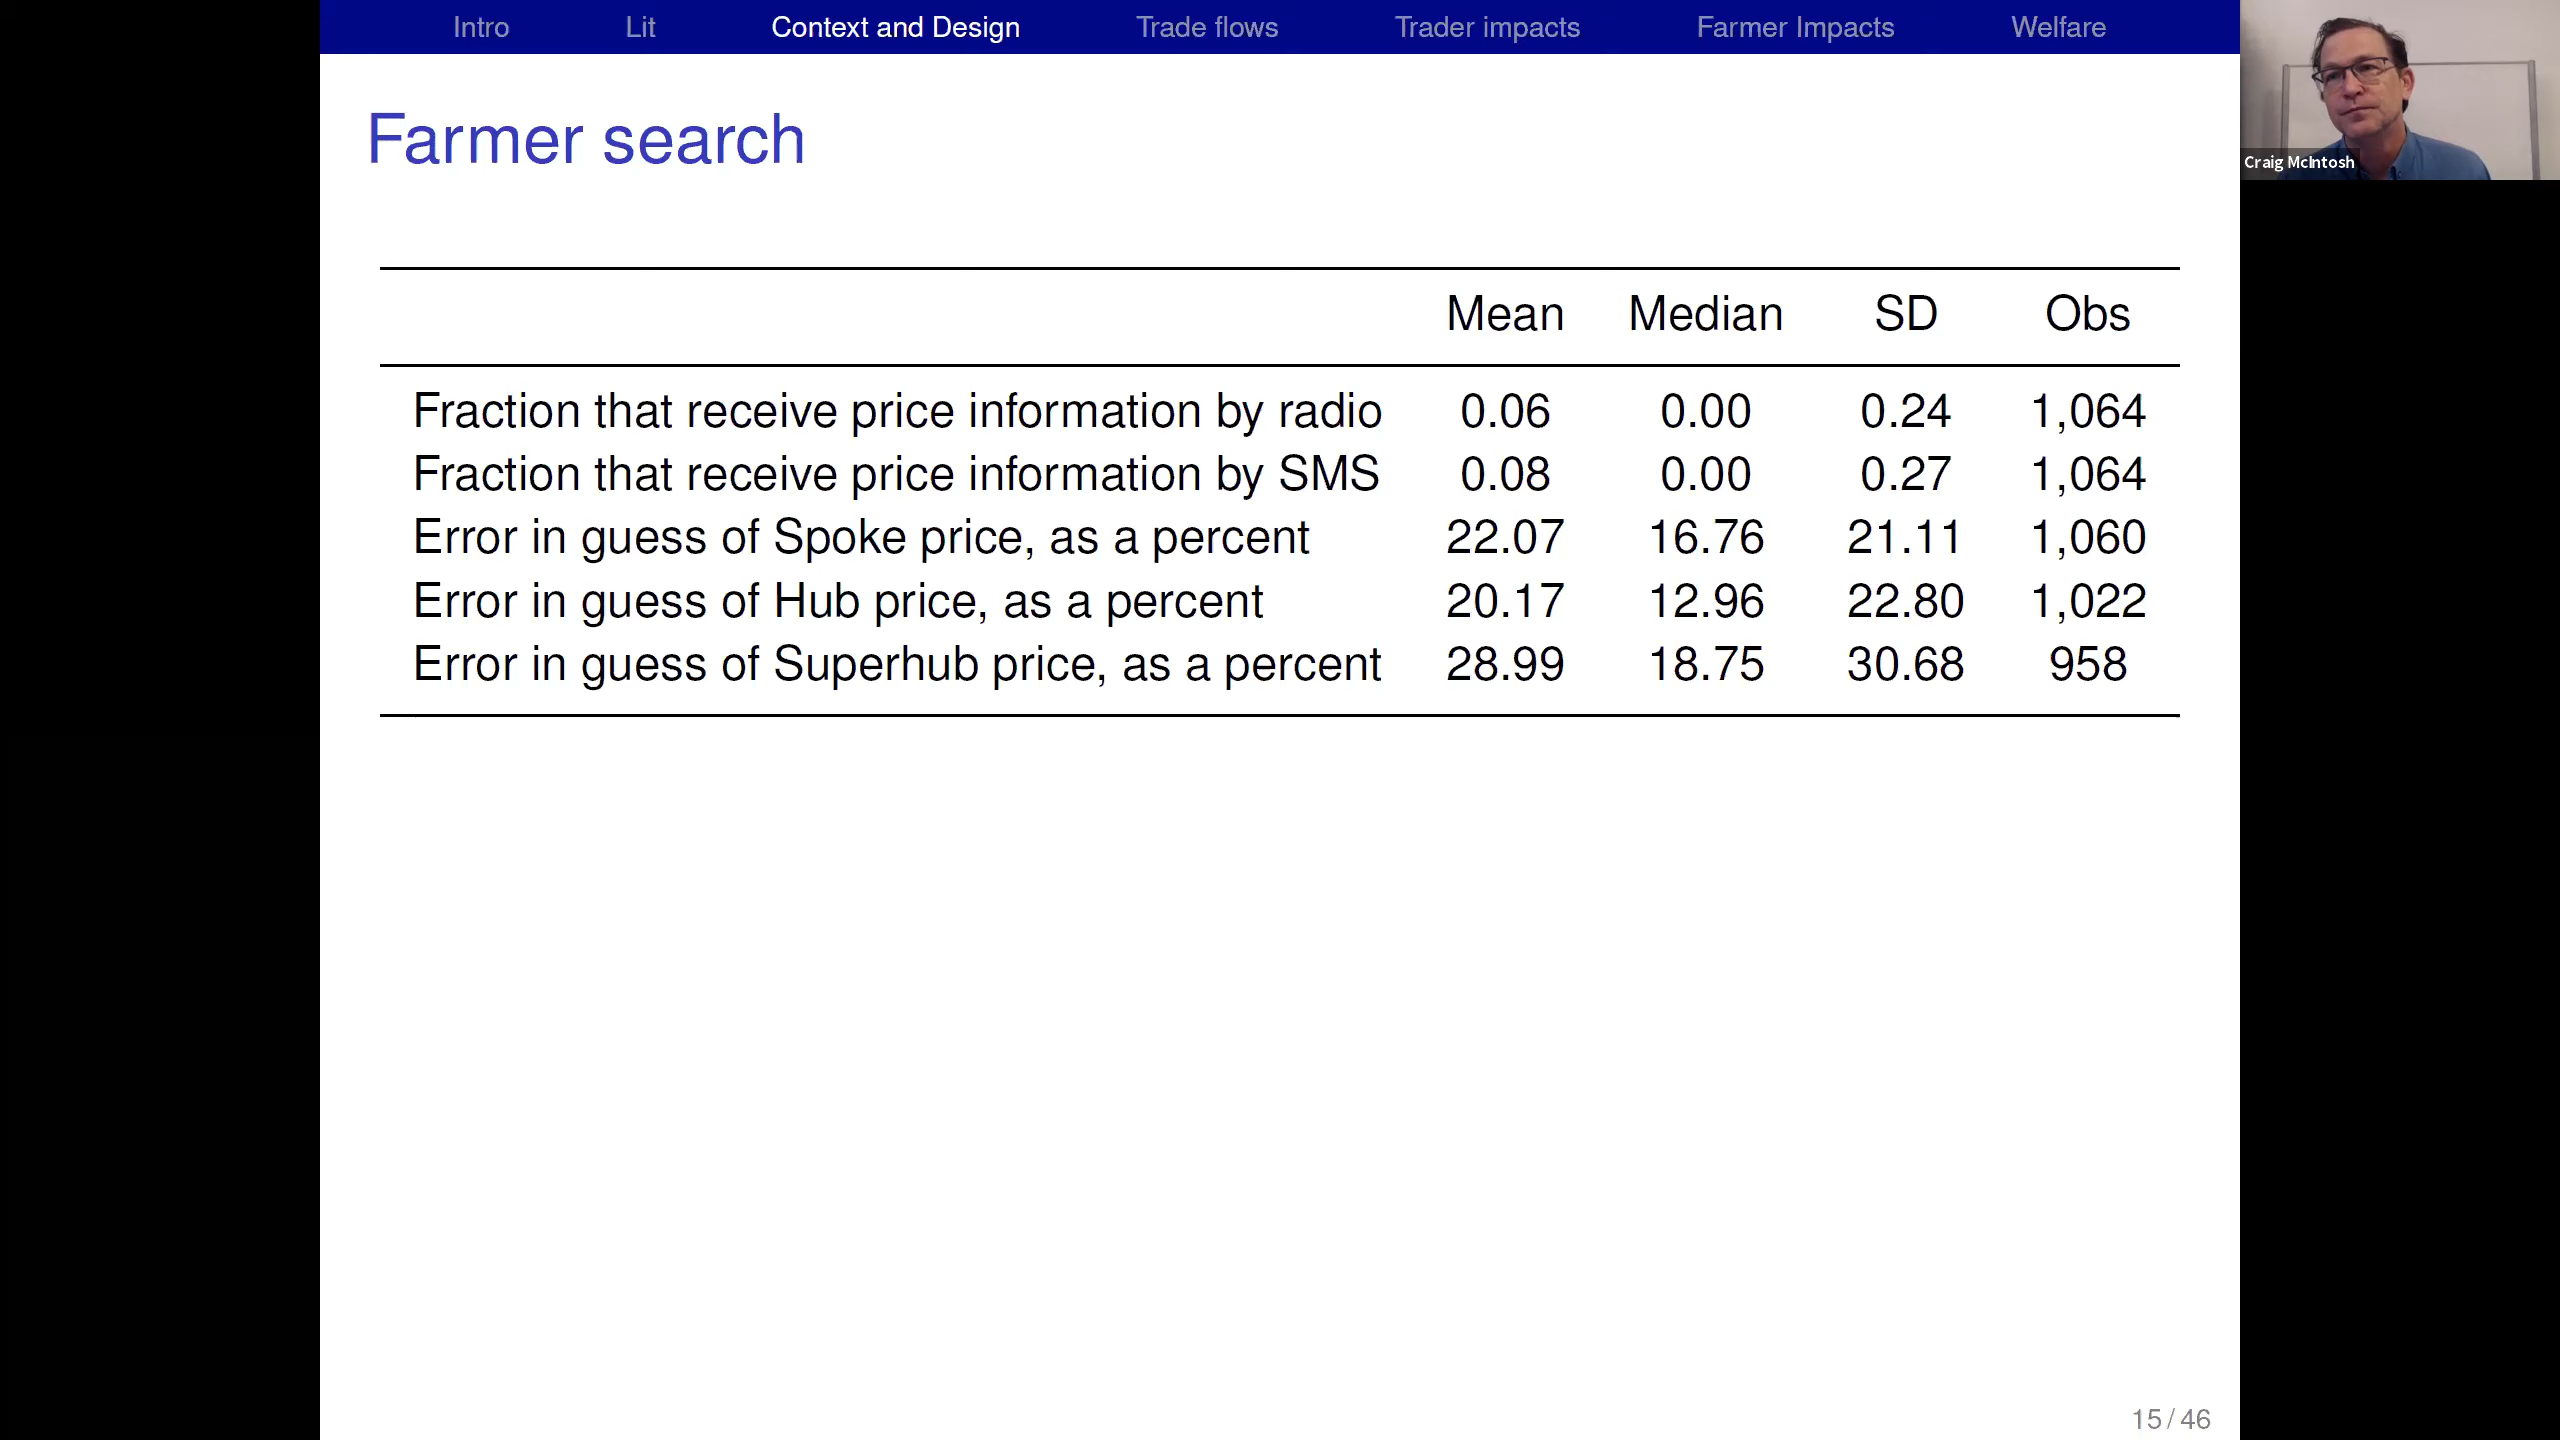 Intro Lit Context and Design Trade flows Trader impacts Farmer Impacts Welfare
Craig McIntosh
Farmer search
Mean Median SD Obs
Fraction that receive price information by radio 0.06 0.00 0.24 1,064
Fraction that receive price information by SMS 0.08 0.00 0.27 1,064
Error in guess of Spoke price, as a percent 22.07 16.76 21.11 1,060
Error in guess of Hub price, as a percent 20.17 12.96 22.80 1,022
Error in guess of Superhub price, as a percent 28.99 18.75 30.68 958
15 / 46